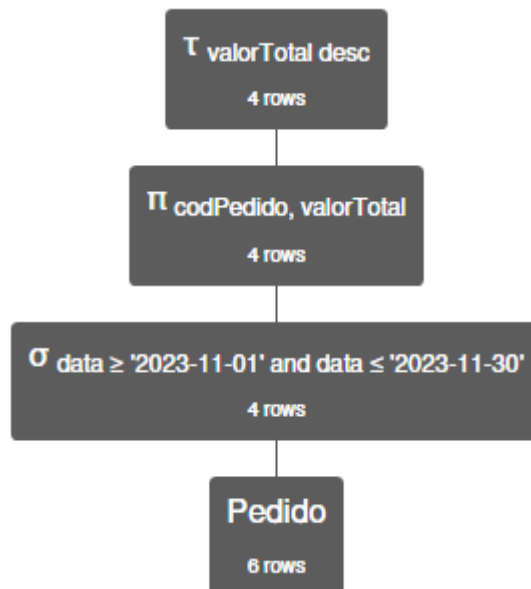 τ valorTotal desc
4 rows
π codPedido, valorTotal
4 rows
σ data ≥ '2023-11-01' and data ≤ '2023-11-30'
4 rows
Pedido
6 rows